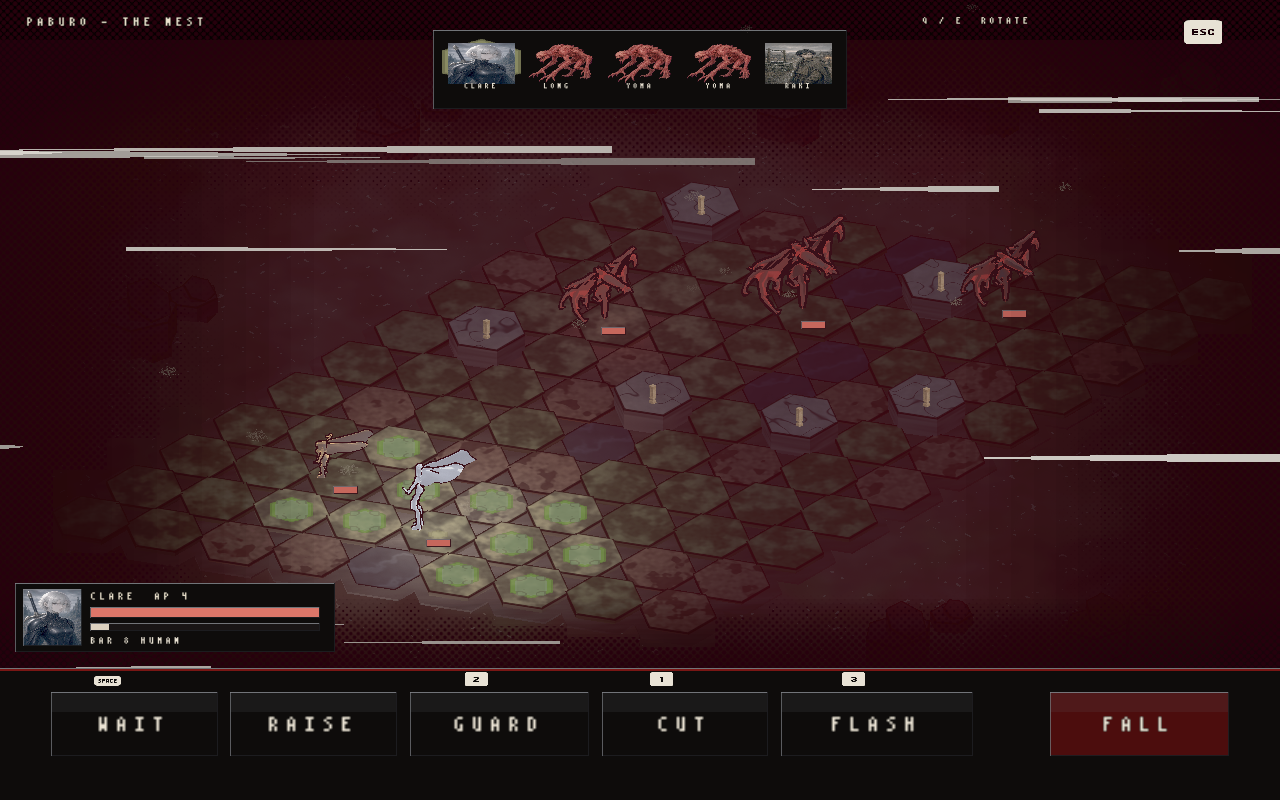 PABURO - THE NEST
Q / E ROTATE
ESC
CLARE LONG YOMA YOMA RAKI
CLARE AP 4
BAR 8 HUMAN
SPACE 2 1 3
WAIT RAISE GUARD CUT FLASH FALL